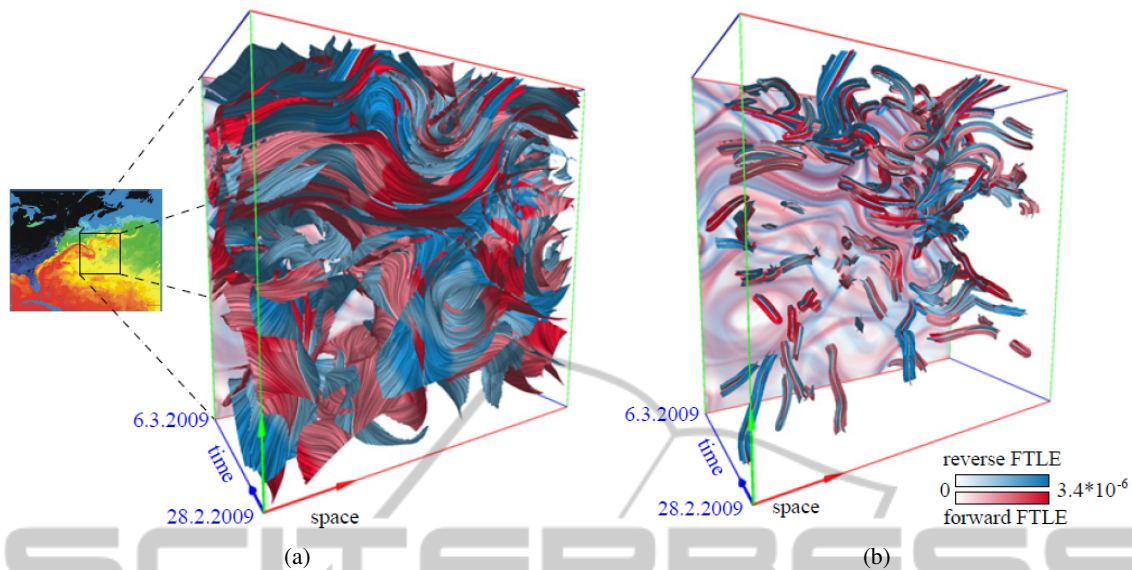 6.3.2009
time
28.2.2009
space
(a)
6.3.2009
time
28.2.2009
space
reverse FTLE
0
3.4*10-6
forward FTLE
(b)
SCITEPRESS